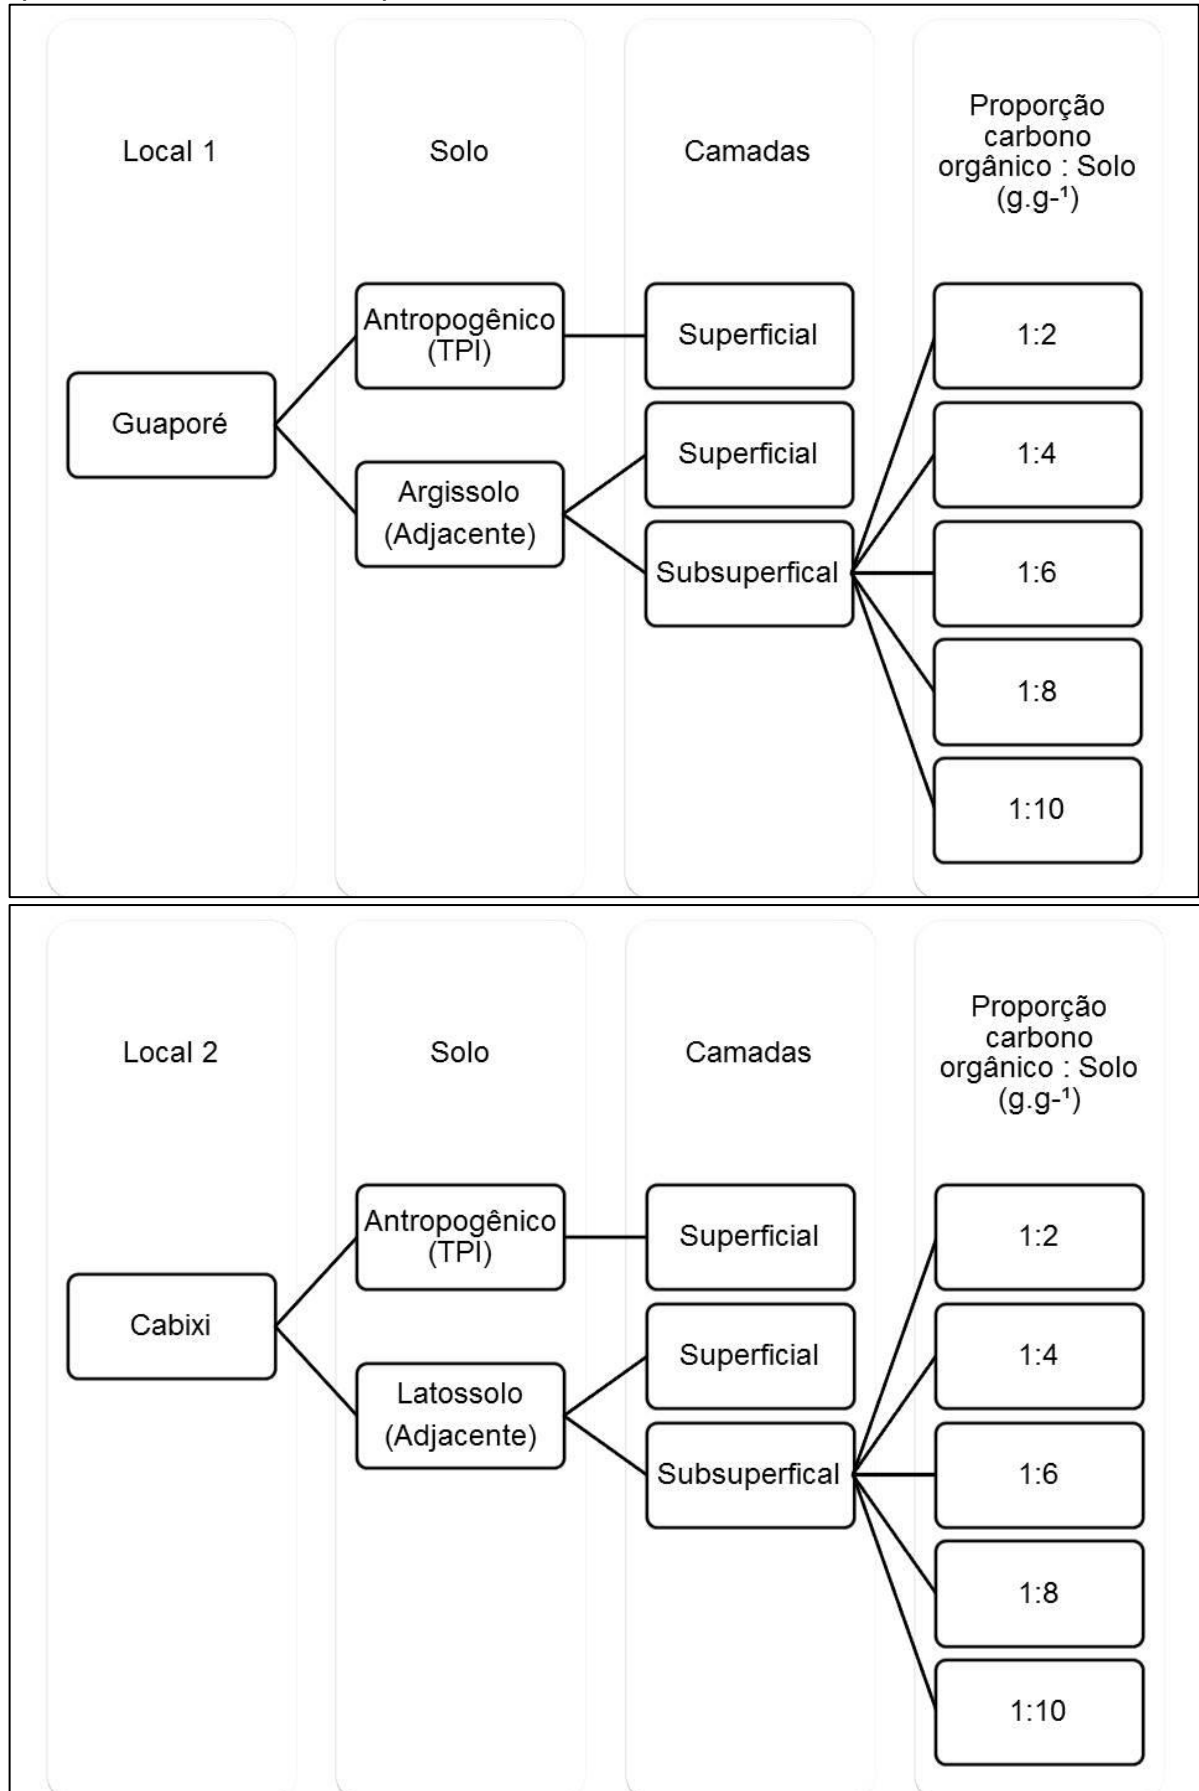 Local 1
Solo
Camadas
Proporção
carbono
orgânico : Solo
(g.g-¹)
Guaporé
Antropogênico
(TPI)
Argissolo
(Adjacente)
Superficial
Superficial
Subsuperfical
1:2
1:4
1:6
1:8
1:10
Local 2
Solo
Camadas
Proporção
carbono
orgânico : Solo
(g.g-¹)
Cabixi
Antropogênico
(TPI)
Latossolo
(Adjacente)
Superficial
Superficial
Subsuperfical
1:2
1:4
1:6
1:8
1:10